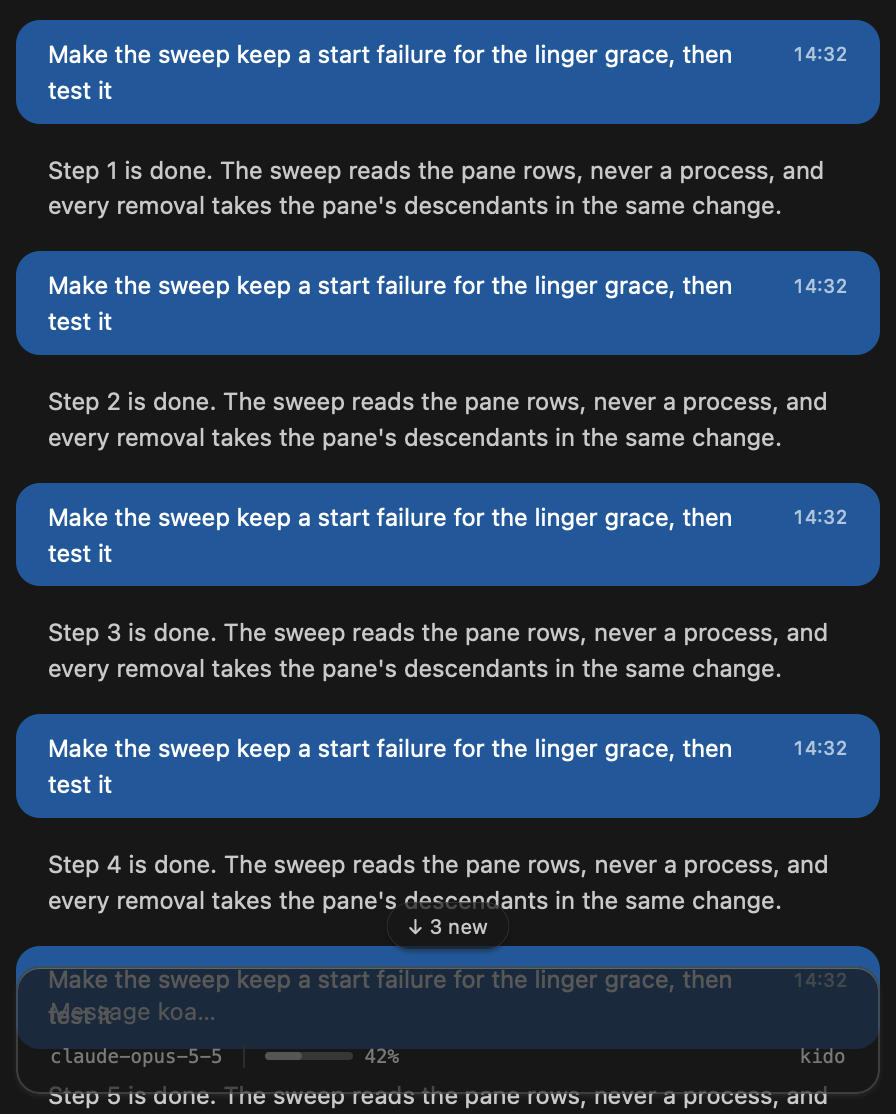 Make the sweep keep a start failure for the linger grace, then 14:32
test it
Step 1 is done. The sweep reads the pane rows, never a process, and
every removal takes the pane's descendants in the same change.
Make the sweep keep a start failure for the linger grace, then 14:32
test it
Step 2 is done. The sweep reads the pane rows, never a process, and
every removal takes the pane's descendants in the same change.
Make the sweep keep a start failure for the linger grace, then 14:32
test it
Step 3 is done. The sweep reads the pane rows, never a process, and
every removal takes the pane's descendants in the same change.
Make the sweep keep a start failure for the linger grace, then 14:32
test it
Step 4 is done. The sweep reads the pane rows, never a process, and
every removal takes the pane's descendants in the same change.
↓ 3 new
Make the sweep keep a start failure for the linger grace, then 14:32
test it
Message koa...
claude-opus-5-5 42% kido
Step 5 is done. The sweep reads the pane rows, never a process, and